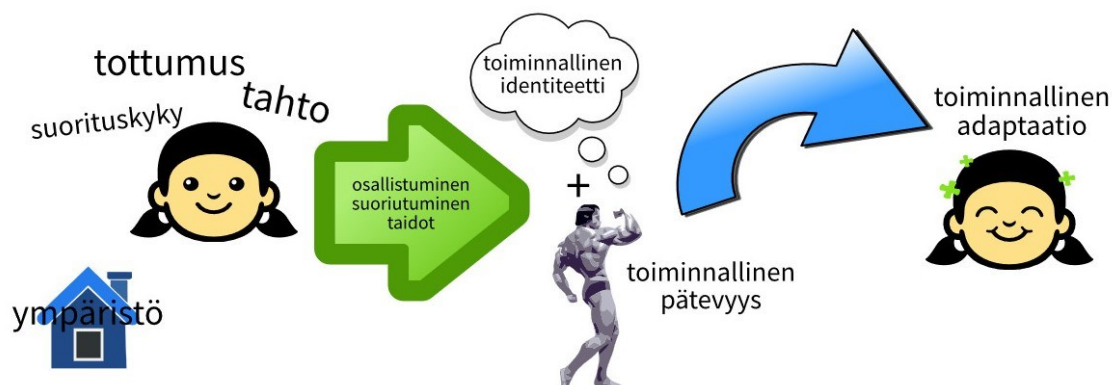 tottumus
tahto
suorituskyky
ympäristö
osallistuminen
suoriutuminen
taidot
toiminnallinen
identiteetti
+
toiminnallinen
pätevyys
toiminnallinen
adaptaatio